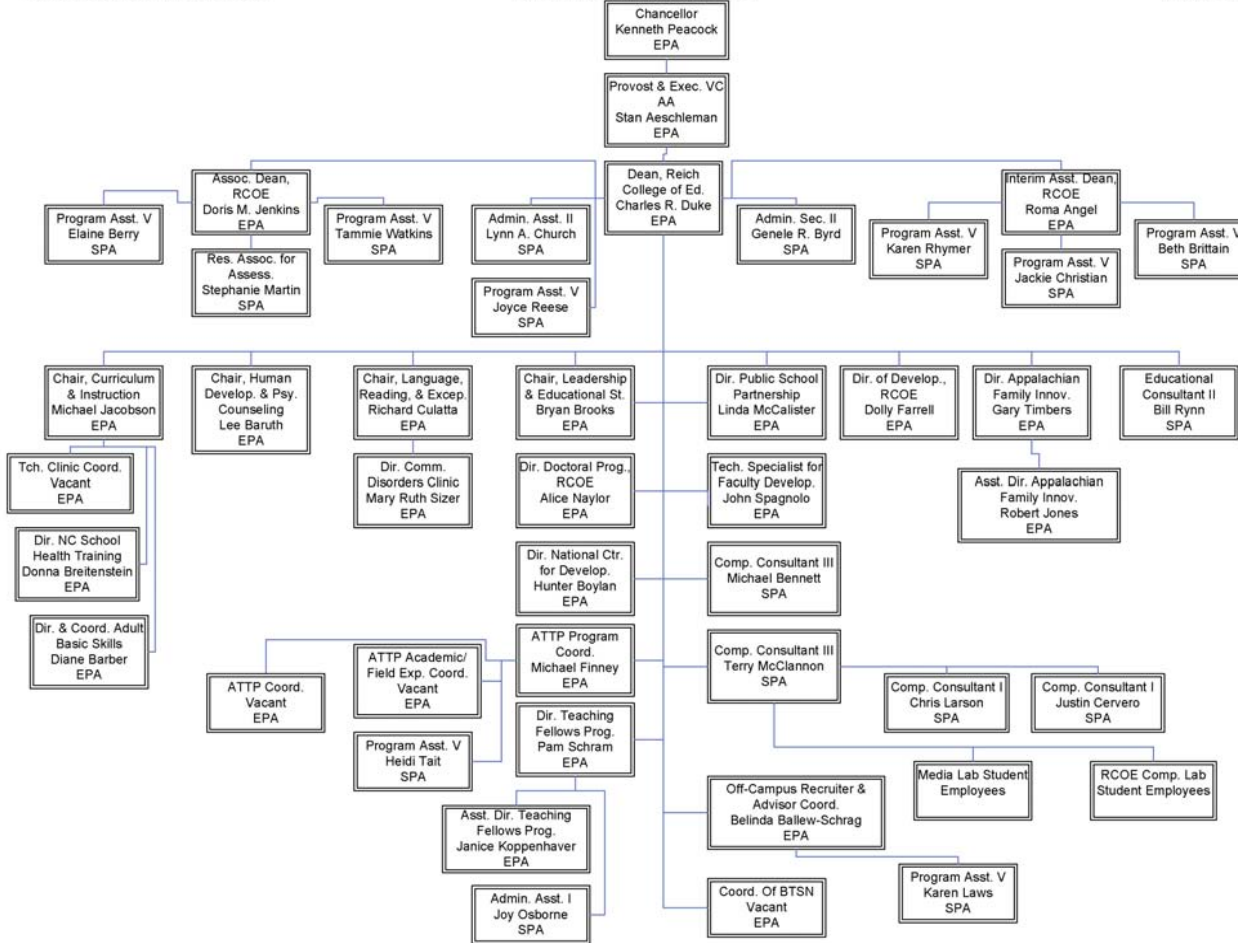 Chancellor
Kenneth Peacock
EPA
Provost & Exec. VC
AA
Stan Aeschleman
EPA
Dean, Reich
College of Ed.
Charles R. Duke
EPA
Assoc. Dean,
RCOE
Doris M. Jenkins
EPA
Program Asst. V
Elaine Berry
SPA
Program Asst. V
Tammie Watkins
SPA
Res. Assoc. for
Assess.
Stephanie Martin
SPA
Admin. Asst. II
Lynn A. Church
SPA
Program Asst. V
Joyce Reese
SPA
Admin. Sec. II
Genele R. Byrd
SPA
Interim Asst. Dean,
RCOE
Roma Angel
EPA
Program Asst. V
Karen Rhymer
SPA
Program Asst. V
Jackie Christian
SPA
Program Asst. V
Beth Brittain
SPA
Chair, Curriculum
& Instruction
Michael Jacobson
EPA
Chair, Human
Develop. & Psy.
Counseling
Lee Baruth
EPA
Chair, Language,
Reading, & Excep.
Richard Culatta
EPA
Chair, Leadership
& Educational St.
Bryan Brooks
EPA
Dir. Public School
Partnership
Linda McCalister
EPA
Dir. of Develop.,
RCOE
Dolly Farrell
EPA
Dir. Appalachian
Family Innov.
Gary Timbers
EPA
Educational
Consultant II
Bill Rynn
SPA
Tch. Clinic Coord.
Vacant
EPA
Dir. NC School
Health Training
Donna Breitenstein
EPA
Dir. & Coord. Adult
Basic Skills
Diane Barber
EPA
Dir. Comm.
Disorders Clinic
Mary Ruth Sizer
EPA
Dir. Doctoral Prog.,
RCOE
Alice Naylor
EPA
Tech. Specialist for
Faculty Develop.
John Spagnolo
EPA
Asst. Dir. Appalachian
Family Innov.
Robert Jones
EPA
Dir. National Ctr.
for Develop.
Hunter Boylan
EPA
Comp. Consultant III
Michael Bennett
SPA
ATTP Program
Coord.
Michael Finney
EPA
ATTP Coord.
Vacant
EPA
ATTP Academic/
Field Exp. Coord.
Vacant
EPA
Program Asst. V
Heidi Tait
SPA
Comp. Consultant III
Terry McClannon
SPA
Comp. Consultant I
Chris Larson
SPA
Comp. Consultant I
Justin Cervero
SPA
Media Lab Student
Employees
RCOE Comp. Lab
Student Employees
Dir. Teaching
Fellows Prog.
Pam Schram
EPA
Asst. Dir. Teaching
Fellows Prog.
Janice Koppenhaver
EPA
Admin. Asst. I
Joy Osborne
SPA
Off-Campus Recruiter &
Advisor Coord.
Belinda Ballew-Schrag
EPA
Program Asst. V
Karen Laws
SPA
Coord. Of BTSN
Vacant
EPA